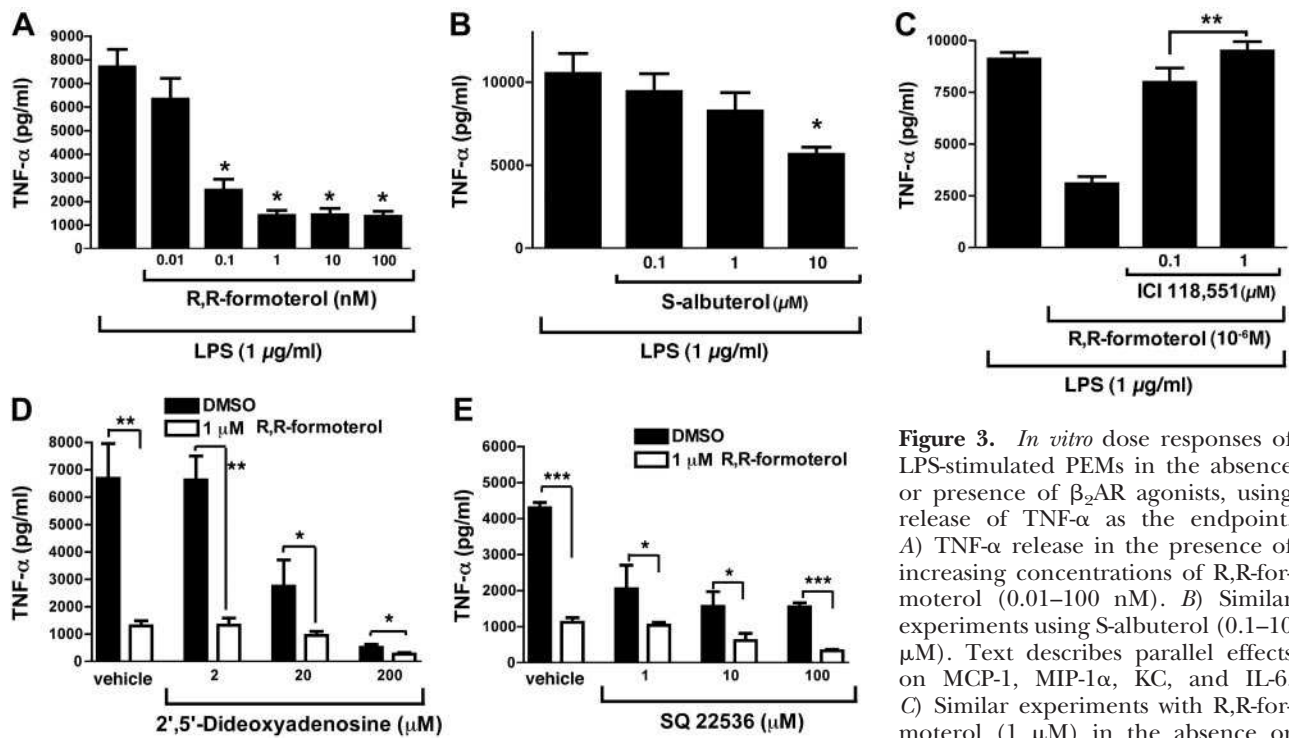 A
TNF-α (pg/ml)
8000
7000
6000
5000
4000
3000
2000
1000
0
* * * *
0.01 0.1 1 10 100
R,R-formoterol (nM)
LPS (1 µg/ml)
B
TNF-α (pg/ml)
10000
5000
0
*
0.1 1 10
S-albuterol (µM)
LPS (1 µg/ml)
C
TNF-α (pg/ml)
10000
7500
5000
2500
0
**
0.1 1
ICI 118,551 (µM)
R,R-formoterol (10⁻⁶M)
LPS (1 µg/ml)
D
DMSO
1 µM R,R-formoterol
TNF-α (pg/ml)
8000
7000
6000
5000
4000
3000
2000
1000
0
** ** * *
vehicle 2 20 200
2',5'-Dideoxyadenosine (µM)
E
DMSO
1 µM R,R-formoterol
TNF-α (pg/ml)
6000
5000
4000
3000
2000
1000
0
*** * * ***
vehicle 1 10 100
SQ 22536 (µM)
Figure 3. In vitro dose responses of
LPS-stimulated PEMs in the absence
or presence of β₂AR agonists, using
release of TNF-α as the endpoint.
A) TNF-α release in the presence of
increasing concentrations of R,R-for-
moterol (0.01–100 nM). B) Similar
experiments using S-albuterol (0.1–10
µM). Text describes parallel effects
on MCP-1, MIP-1α, KC, and IL-6.
C) Similar experiments with R,R-for-
moterol (1 µM) in the absence or